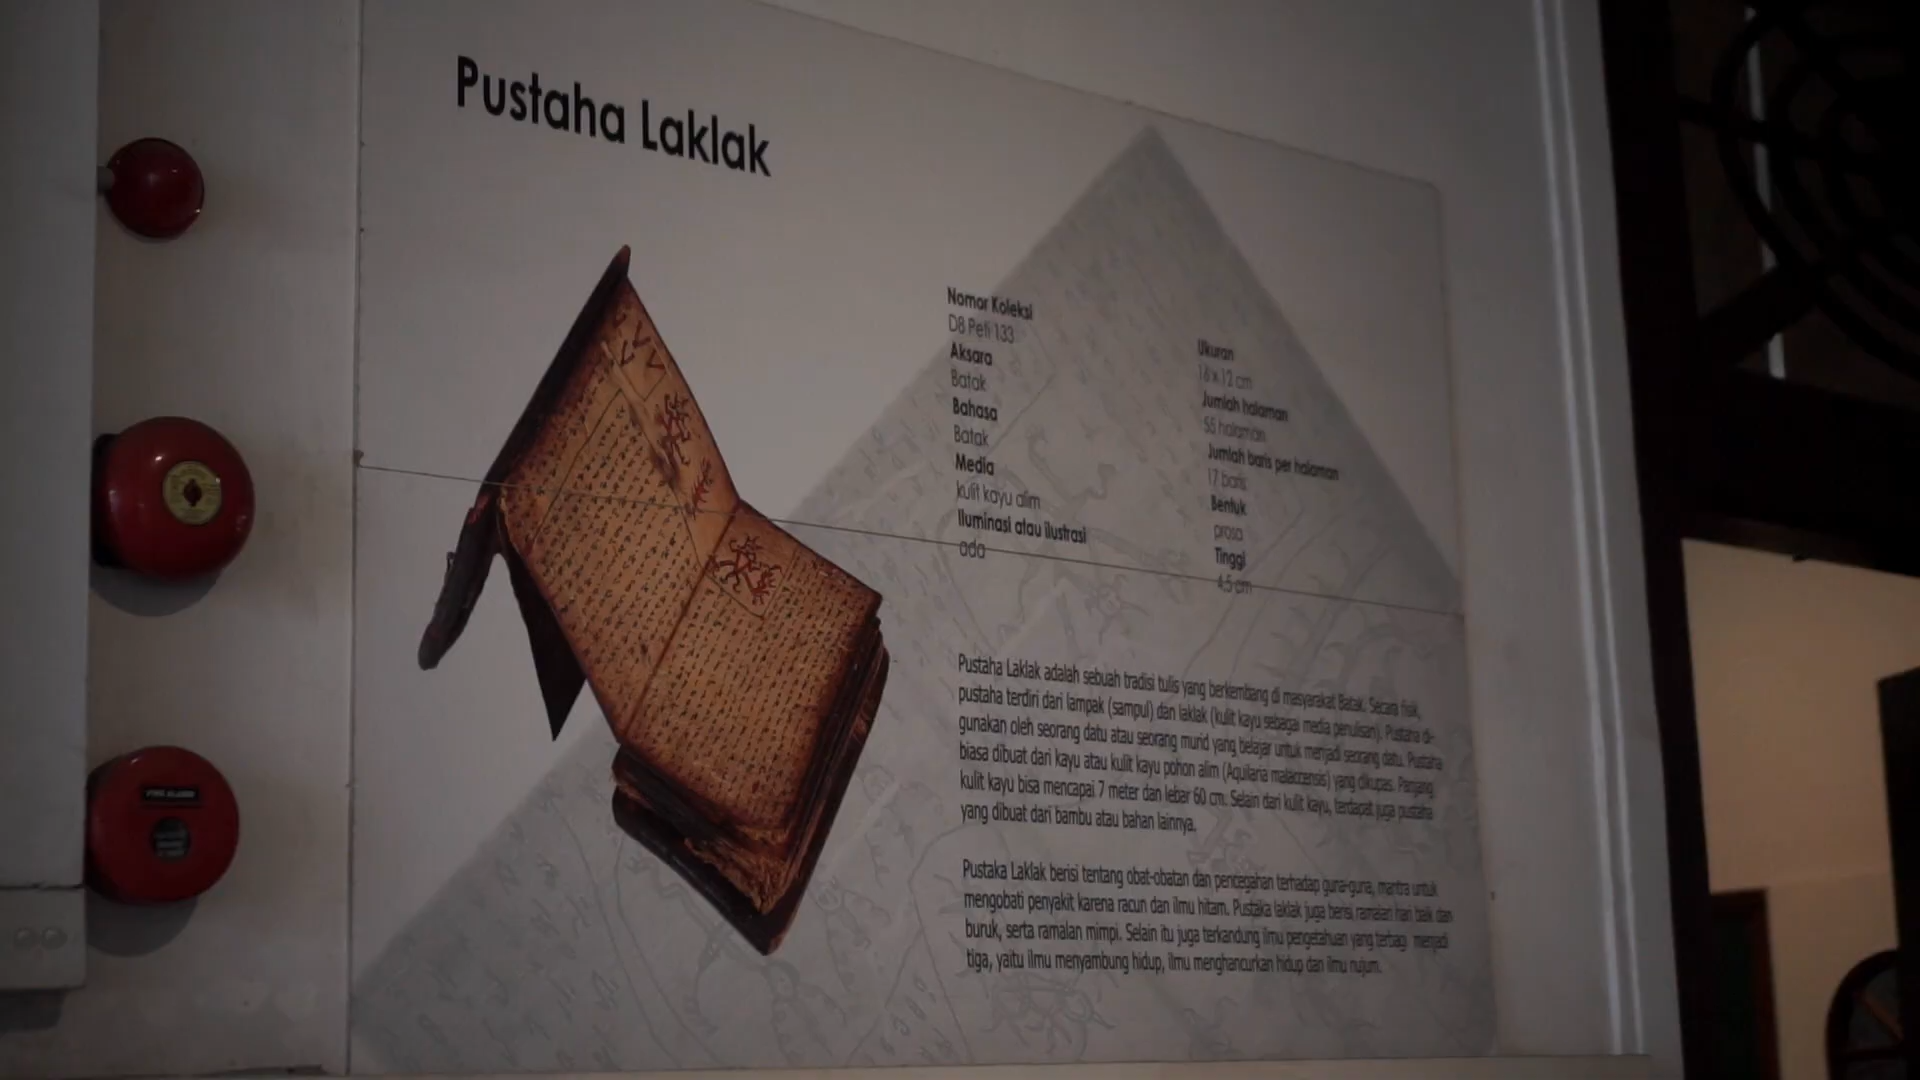 Pustaha Laklak
Nomor Koleksi
D8 Peti 133
Aksara
Batak
Bahasa
Batak
Media
kulit kayu alim
Iluminasi atau ilustrasi
ada
Ukuran
18 x 12 cm
Jumlah halaman
55 halaman
Jumlah baris per halaman
17 baris
Bentuk
prosa
Tinggi
4,5 cm
Pustaha Laklak adalah sebuah tradisi tulis yang berkembang di masyarakat Batak. Secara fisik,
pustaha terdiri dari lampak (sampul) dan laklak (kulit kayu sebagai media penulisan). Pustaha di-
gunakan oleh seorang datu atau seorang murid yang belajar untuk menjadi seorang datu. Pustaha
biasa dibuat dari kayu atau kulit kayu pohon alim (Aquilaria malaccensis) yang dikupas. Panjang
kulit kayu bisa mencapai 7 meter dan lebar 60 cm. Selain dari kulit kayu, terdapat juga pustaha
yang dibuat dari bambu atau bahan lainnya.
Pustaka Laklak berisi tentang obat-obatan dan pencegahan terhadap guna-guna, mantra untuk
mengobati penyakit karena racun dan ilmu hitam. Pustaka laklak juga berisi ramalan hari baik dan
buruk, serta ramalan mimpi. Selain itu juga terkandung ilmu pengetahuan yang terbagi menjadi
tiga, yaitu ilmu menyambung hidup, ilmu menghancurkan hidup dan ilmu nujum.